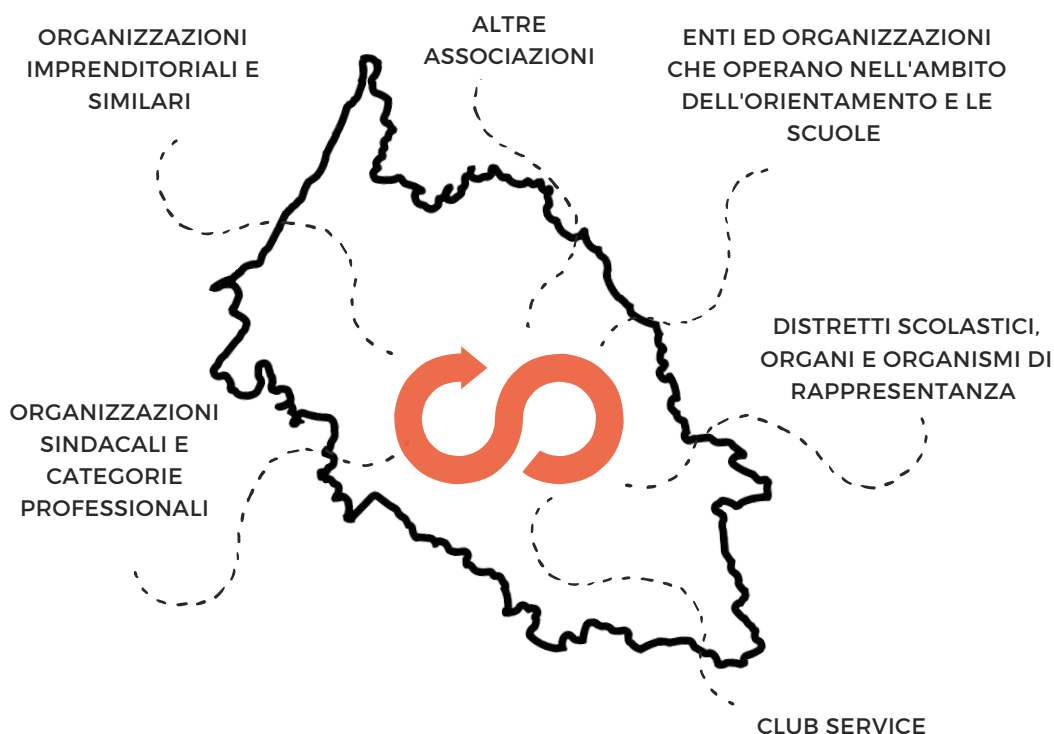 ORGANIZZAZIONI
IMPRENDITORIALI E
SIMILARI
ALTRE
ASSOCIAZIONI
ENTI ED ORGANIZZAZIONI
CHE OPERANO NELL'AMBITO
DELL'ORIENTAMENTO E LE
SCUOLE
DISTRETTI SCOLASTICI,
ORGANI E ORGANISMI DI
RAPPRESENTANZA
ORGANIZZAZIONI
SINDACALI E
CATEGORIE
PROFESSIONALI
CLUB SERVICE